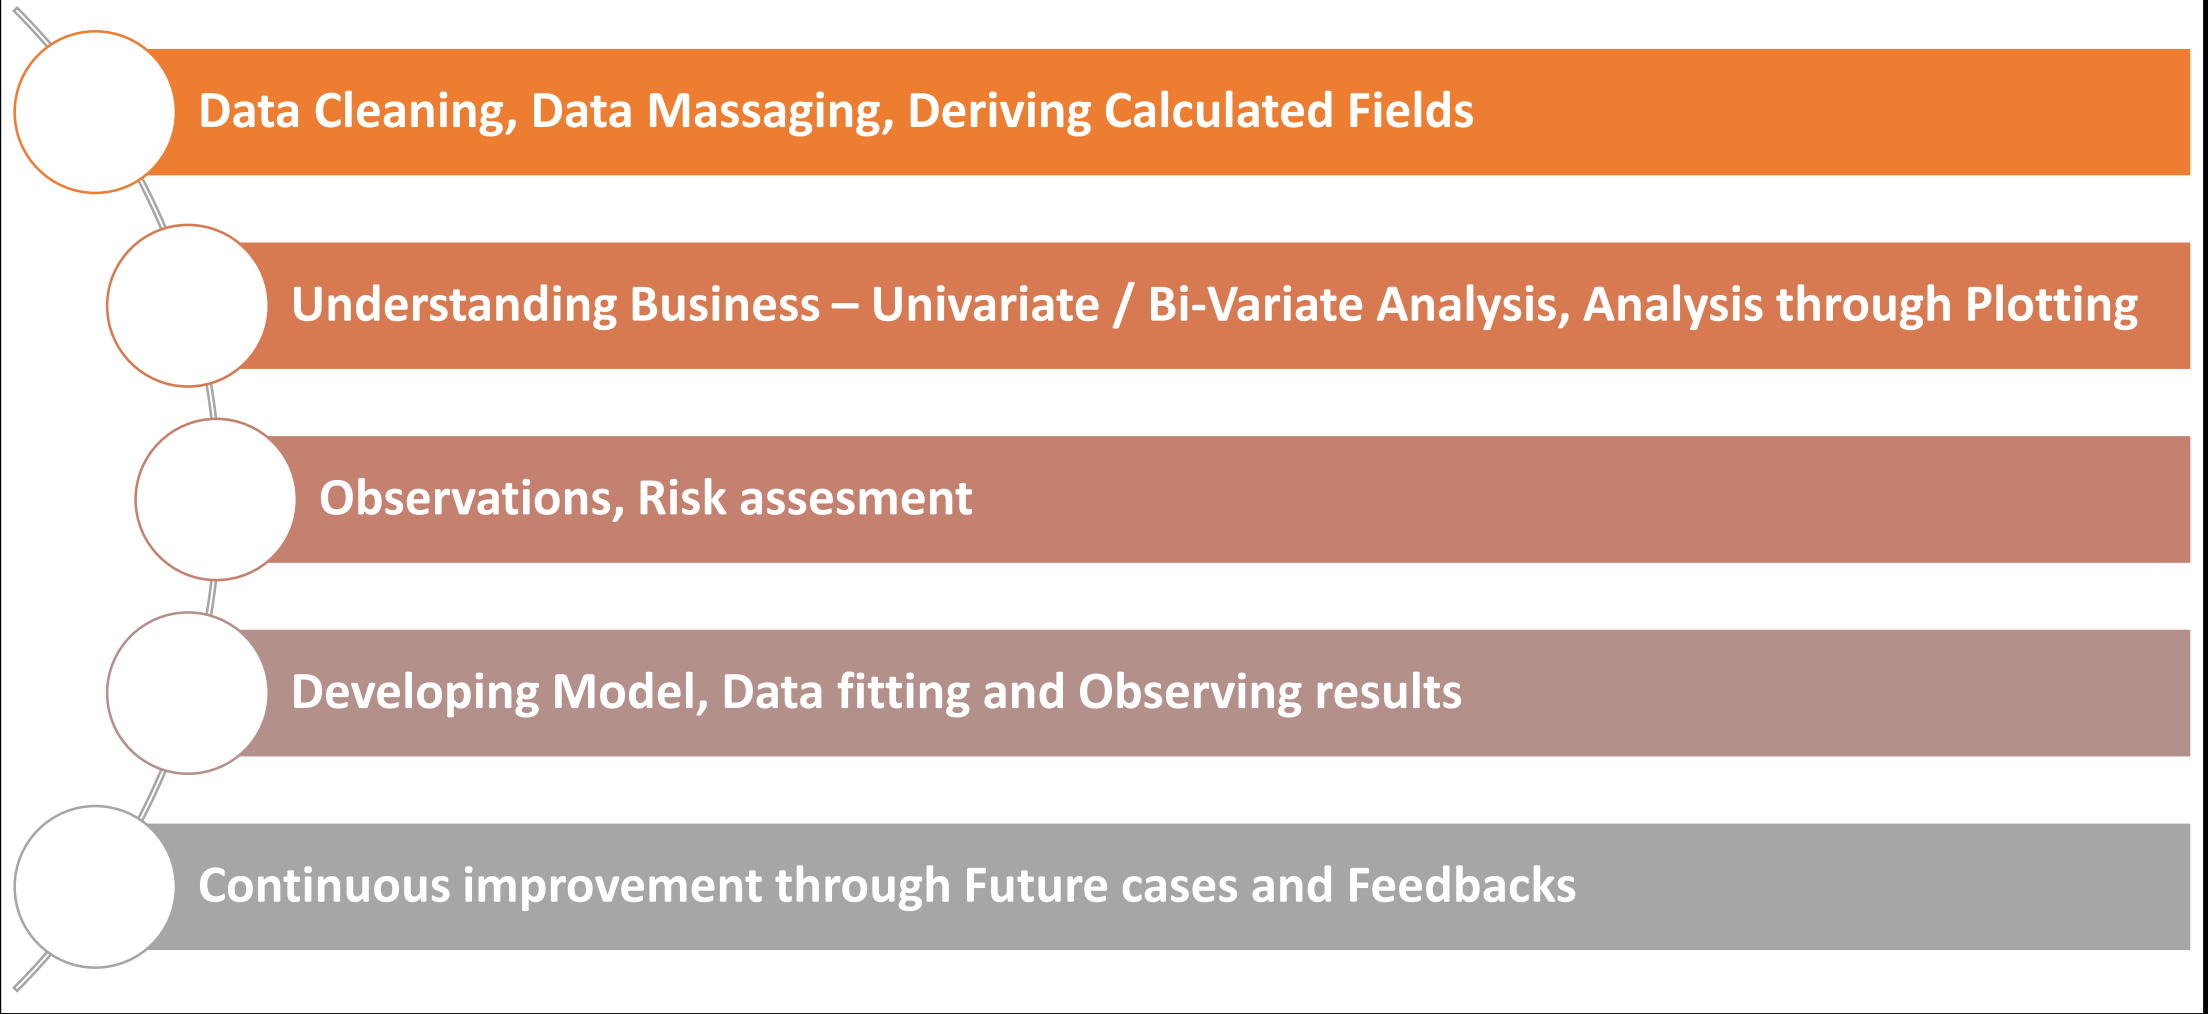 Data Cleaning, Data Massaging, Deriving Calculated Fields
Understanding Business – Univariate / Bi-Variate Analysis, Analysis through Plotting
Observations, Risk assesment
Developing Model, Data fitting and Observing results
Continuous improvement through Future cases and Feedbacks